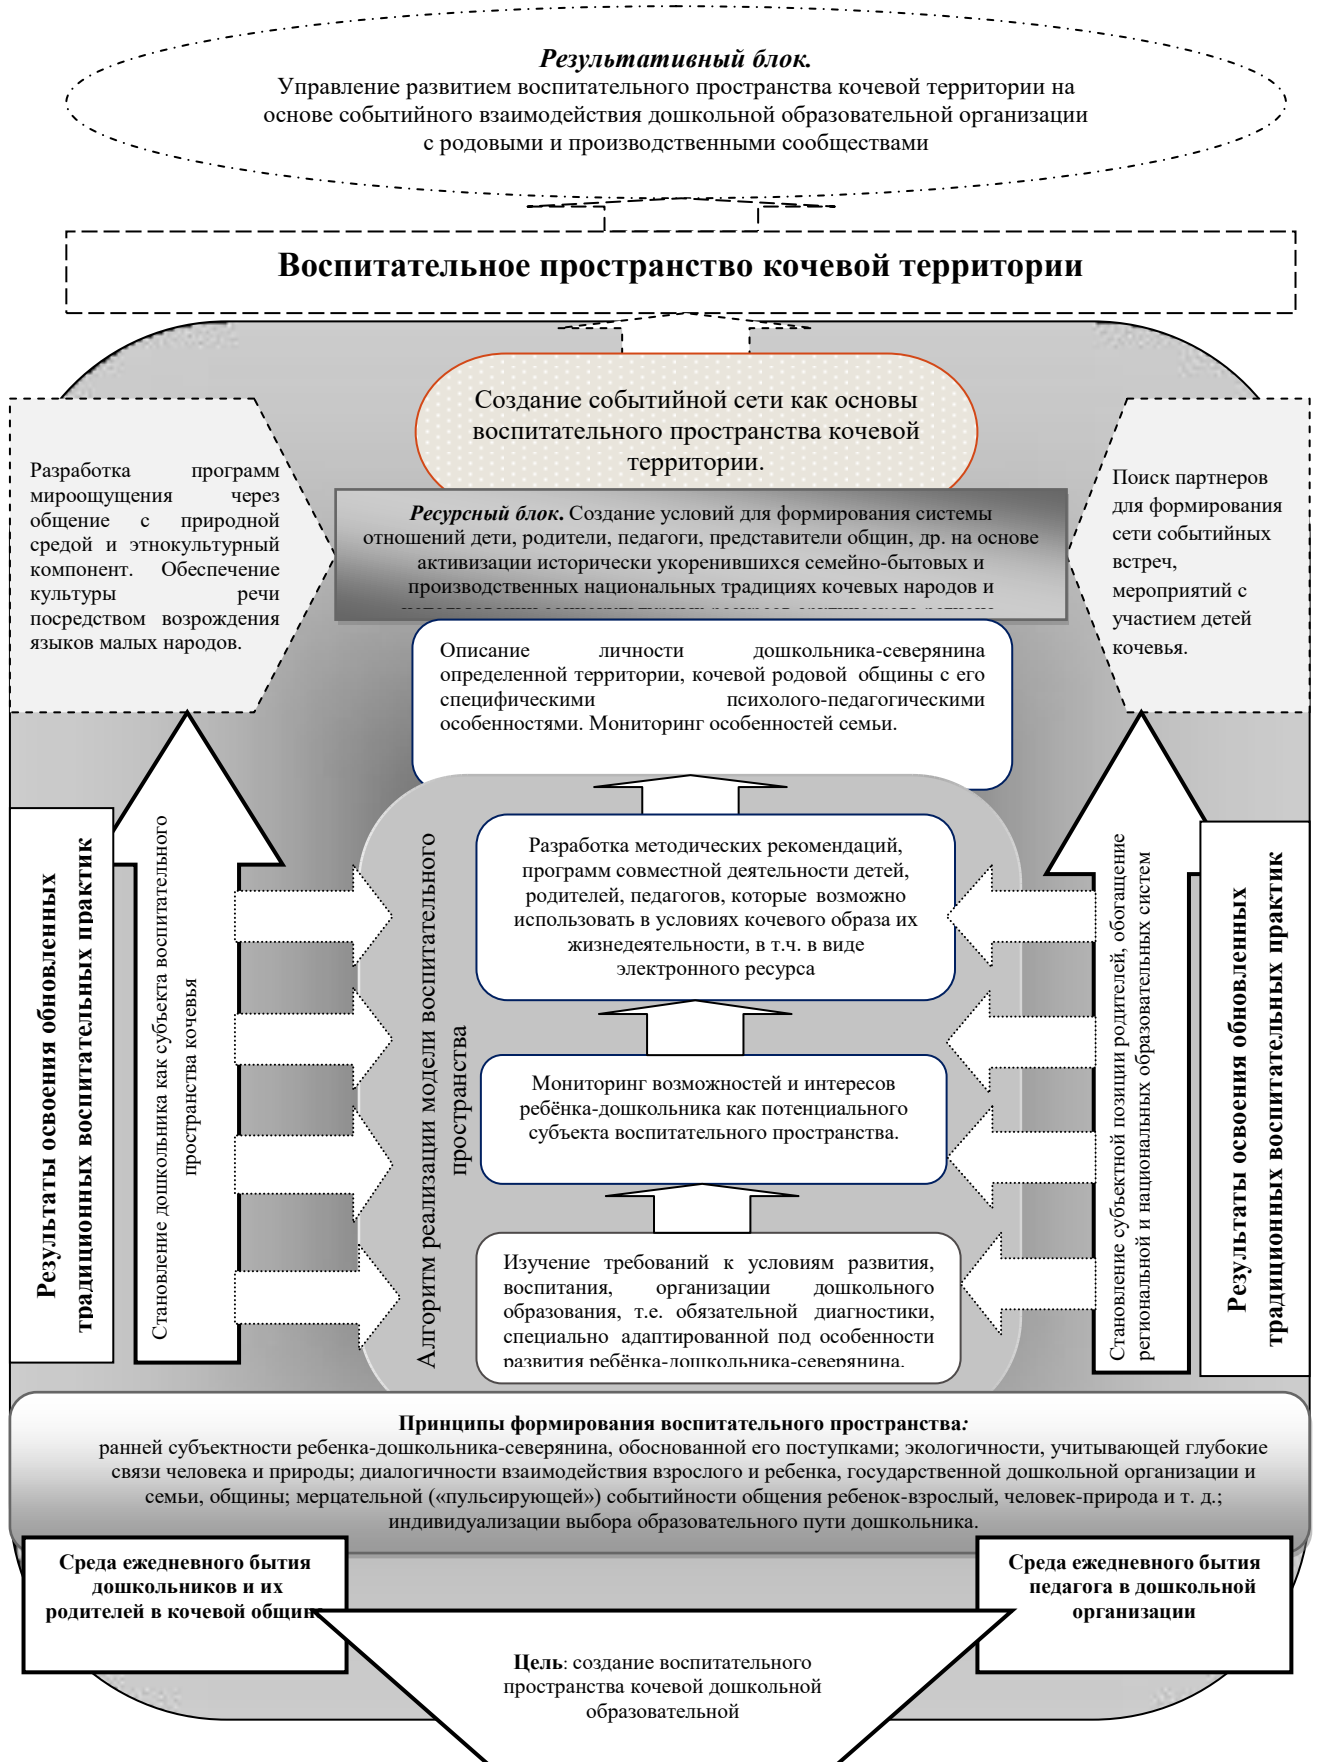 Результативный блок.
Управление развитием воспитательного пространства кочевой территории на
основе событийного взаимодействия дошкольной образовательной организации
с родовыми и производственными сообществами
Воспитательное пространство кочевой территории
Создание событийной сети как основы
воспитательного пространства кочевой
территории.
Разработка программ
мироощущения через
общение с природной
средой и этнокультурный
компонент. Обеспечение
культуры речи
посредством возрождения
языков малых народов.
Ресурсный блок. Создание условий для формирования системы
отношений дети, родители, педагоги, представители общин, др. на основе
активизации исторически укоренившихся семейно-бытовых и
производственных национальных традициях кочевых народов и
Поиск партнеров
для формирования
сети событийных
встреч,
мероприятий с
участием детей
кочевья.
Описание личности дошкольника-северянина
определенной территории, кочевой родовой общины с его
специфическими психолого-педагогическими
особенностями. Мониторинг особенностей семьи.
Результаты освоения обновленных
традиционных воспитательных практик
Становление дошкольника как субъекта воспитательного
пространства кочевья
Алгоритм реализации модели воспитательного
пространства
Разработка методических рекомендаций,
программ совместной деятельности детей,
родителей, педагогов, которые возможно
использовать в условиях кочевого образа их
жизнедеятельности, в т.ч. в виде
электронного ресурса
Мониторинг возможностей и интересов
ребёнка-дошкольника как потенциального
субъекта воспитательного пространства.
Изучение требований к условиям развития,
воспитания, организации дошкольного
образования, т.е. обязательной диагностики,
специально адаптированной под особенности
развития ребёнка-дошкольника-северянина.
Становление субъектной позиции родителей, обогащение
региональной и национальных образовательных систем
Результаты освоения обновленных
традиционных воспитательных практик
Принципы формирования воспитательного пространства:
ранней субъектности ребенка-дошкольника-северянина, обоснованной его поступками; экологичности, учитывающей глубокие
связи человека и природы; диалогичности взаимодействия взрослого и ребенка, государственной дошкольной организации и
семьи, общины; мерцательной («пульсирующей») событийности общения ребенок-взрослый, человек-природа и т. д.;
индивидуализации выбора образовательного пути дошкольника.
Среда ежедневного бытия
дошкольников и их
родителей в кочевой общине
Среда ежедневного бытия
педагога в дошкольной
организации
Цель: создание воспитательного
пространства кочевой дошкольной
образовательной